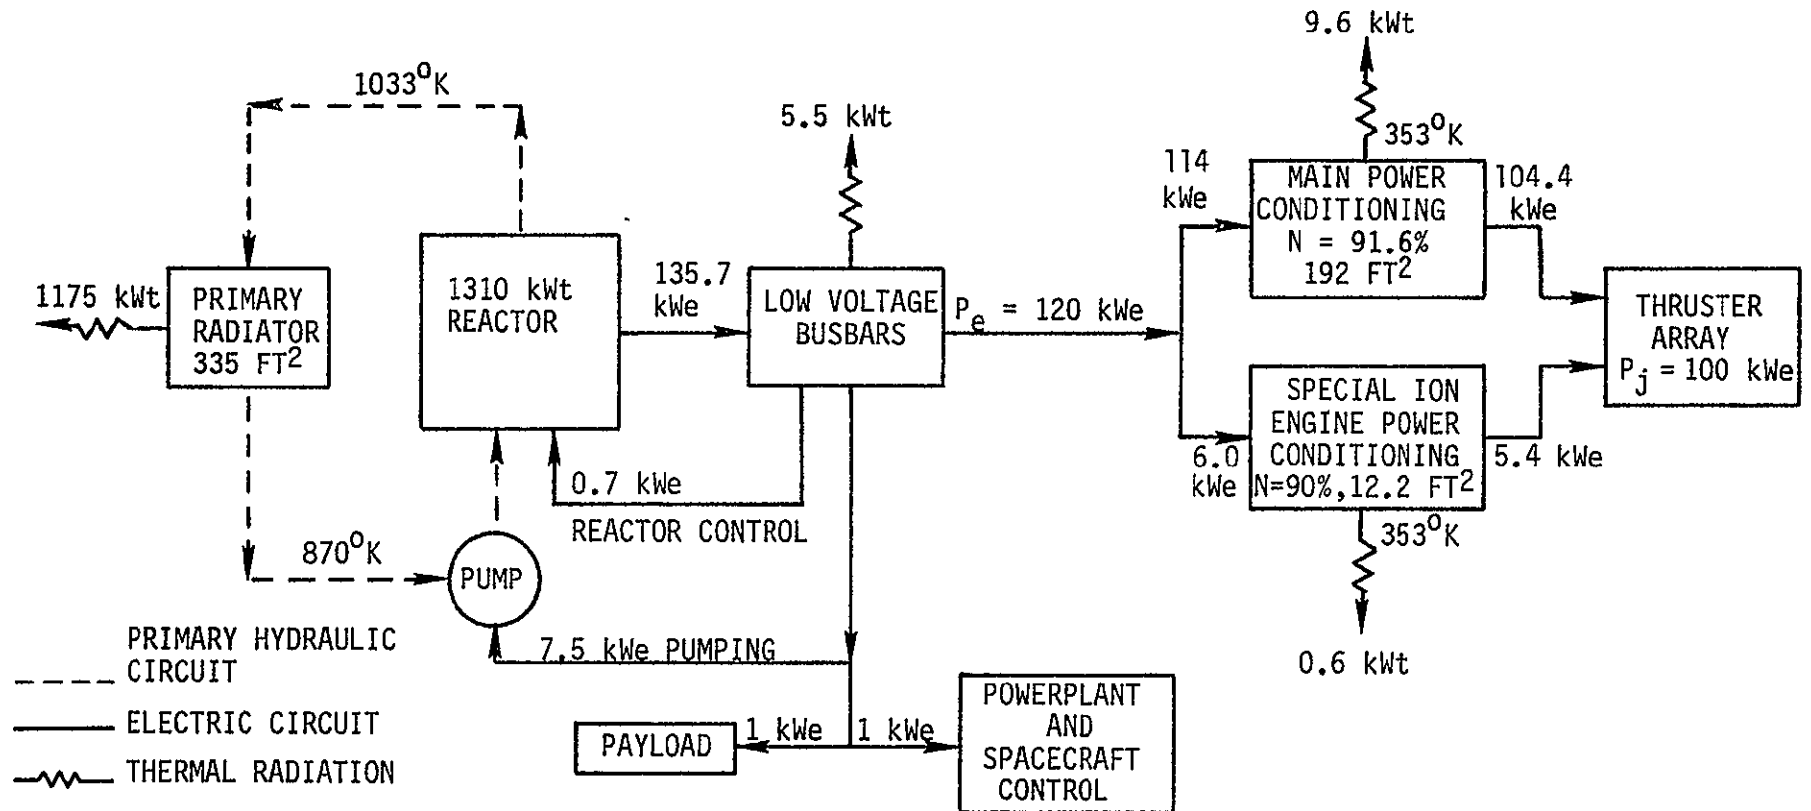 9.6 kWt
1033°K
5.5 kWt
353°K
114
kWe
MAIN POWER
CONDITIONING
N = 91.6%
192 FT²
104.4
kWe
1175 kWt
PRIMARY
RADIATOR
335 FT²
1310 kWt
REACTOR
135.7
kWe
LOW VOLTAGE
BUSBARS
Pe = 120 kWe
THRUSTER
ARRAY
Pj = 100 kWe
SPECIAL ION
ENGINE POWER
CONDITIONING
N=90%,12.2 FT²
6.0
kWe
5.4 kWe
0.7 kWe
REACTOR CONTROL
353°K
870°K
PUMP
7.5 kWe PUMPING
0.6 kWt
PRIMARY HYDRAULIC
CIRCUIT
ELECTRIC CIRCUIT
THERMAL RADIATION
PAYLOAD
1 kWe
1 kWe
POWERPLANT
AND
SPACECRAFT
CONTROL